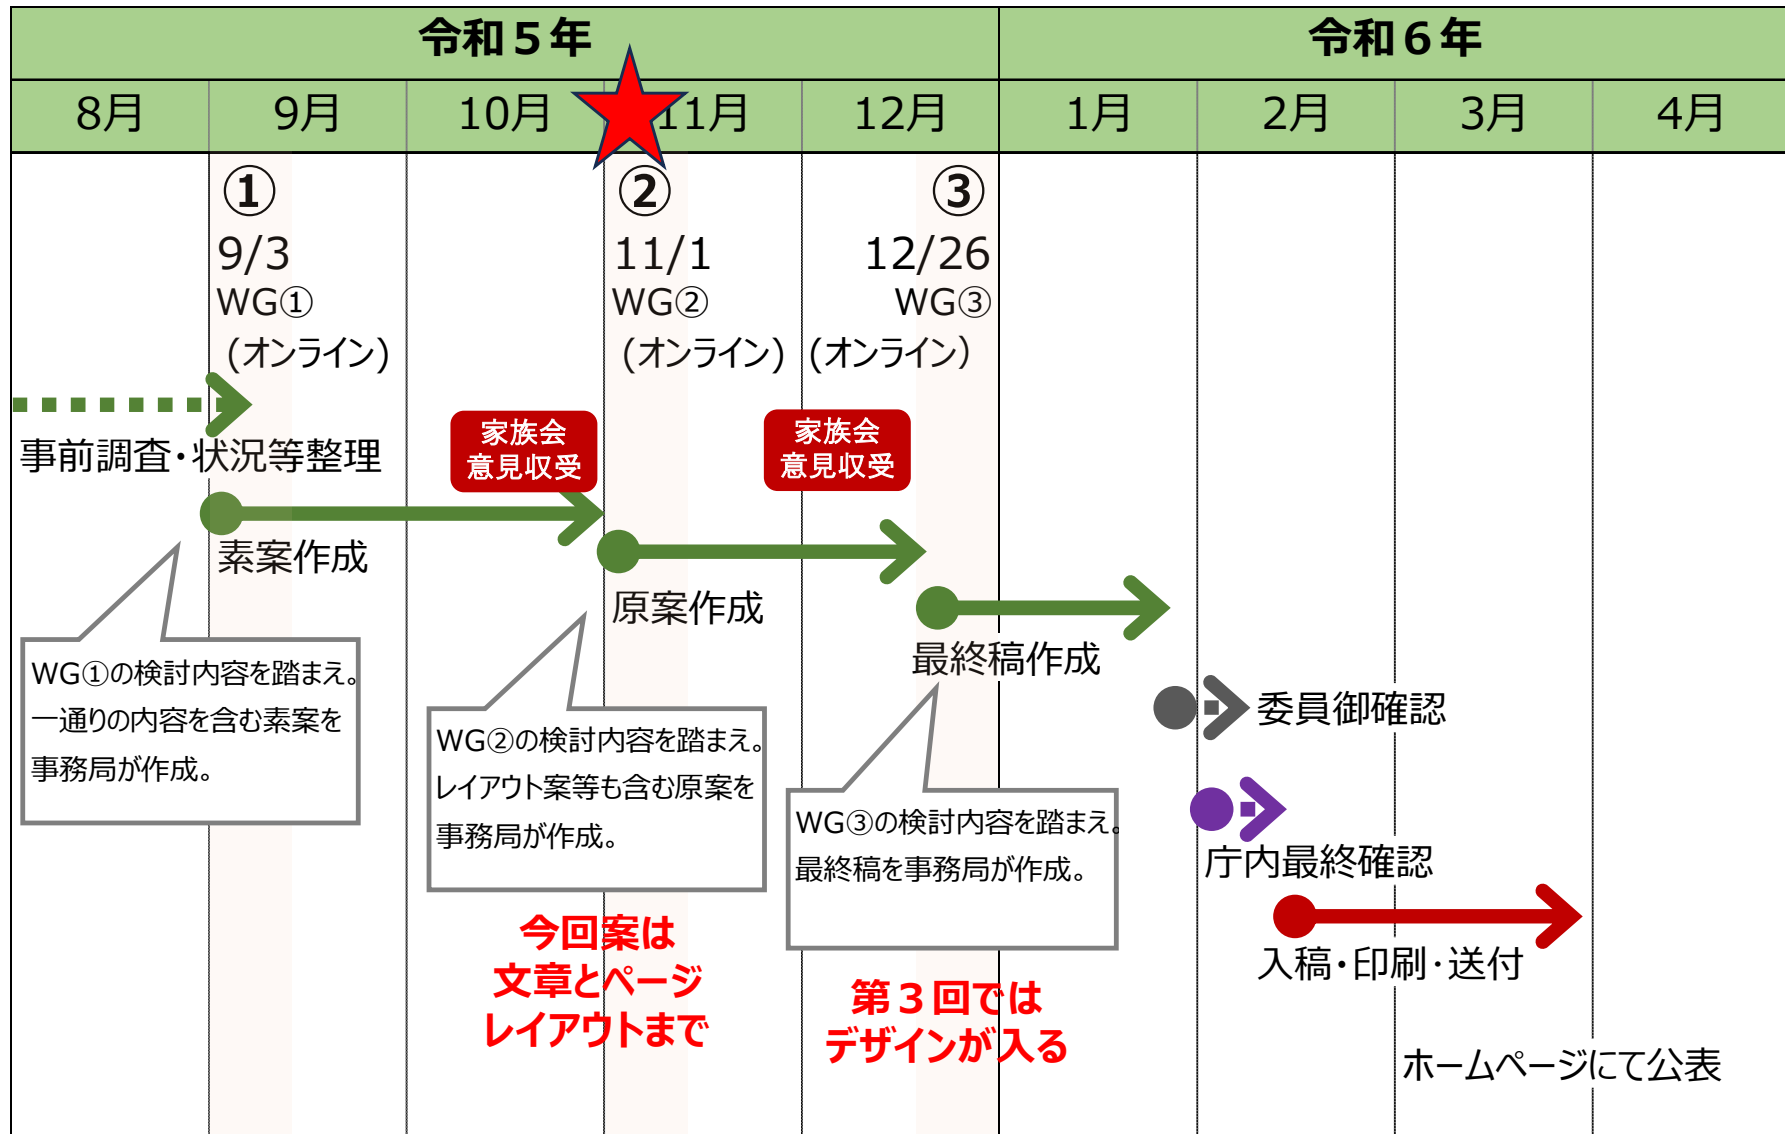 令和５年
令和６年
8月
9月
10月
11月
12月
1月
2月
3月
4月
①
9/3
WG①
(オンライン)
②
11/1
WG②
(オンライン)
③
12/26
WG③
(オンライン)
事前調査・状況等整理
家族会
意見収受
家族会
意見収受
素案作成
原案作成
最終稿作成
WG①の検討内容を踏まえ。
一通りの内容を含む素案を
事務局が作成。
WG②の検討内容を踏まえ。
レイアウト案等も含む原案を
事務局が作成。
WG③の検討内容を踏まえ。
最終稿を事務局が作成。
委員御確認
庁内最終確認
入稿・印刷・送付
今回案は
文章とページ
レイアウトまで
第３回では
デザインが入る
ホームページにて公表